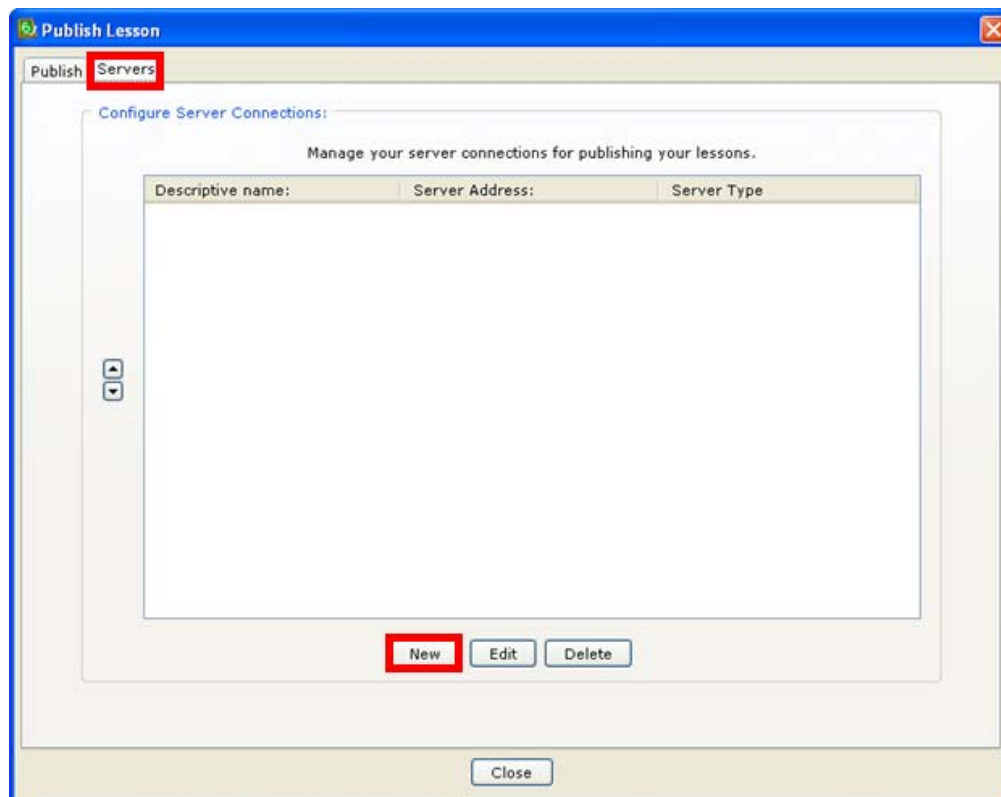 Publish Lesson
Publish Servers
Configure Server Connections:
Manage your server connections for publishing your lessons.
Descriptive name: Server Address: Server Type
New Edit Delete
Close